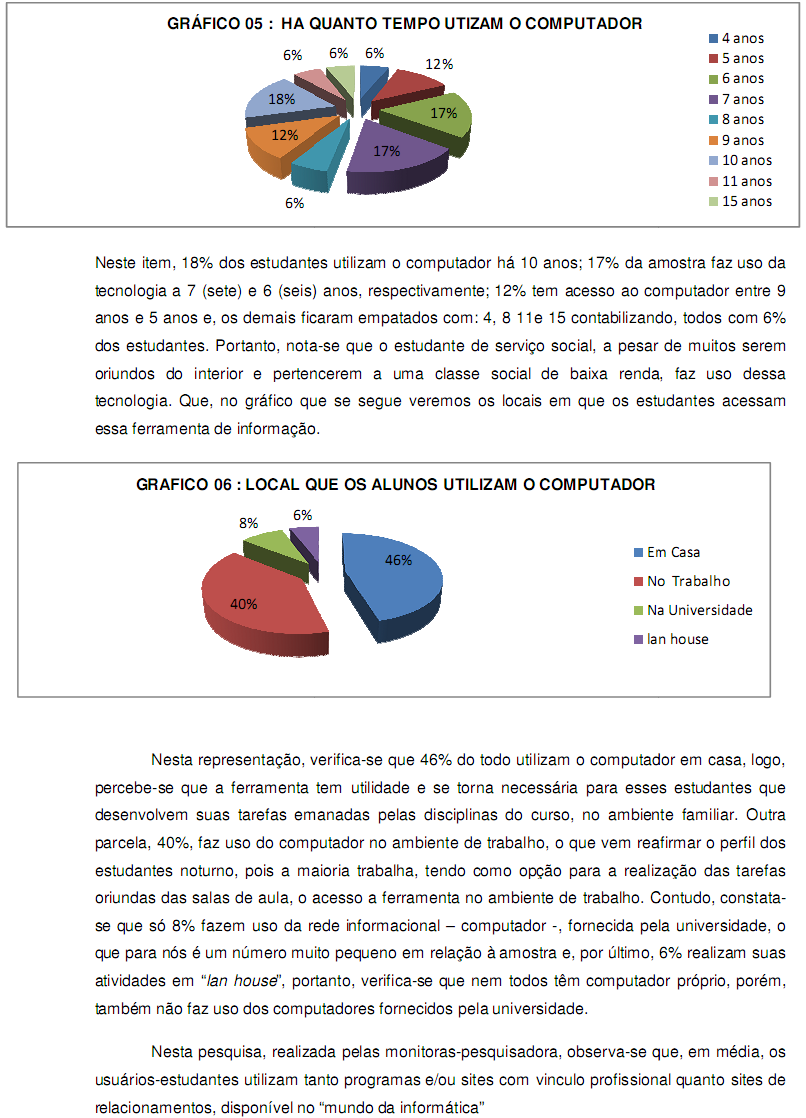 GRÁFICO 05 : HA QUANTO TEMPO UTIZAM O COMPUTADOR
6%
6%
6%
12%
17%
17%
6%
12%
18%
4 anos
5 anos
6 anos
7 anos
8 anos
9 anos
10 anos
11 anos
15 anos
Neste item, 18% dos estudantes utilizam o computador há 10 anos; 17% da amostra faz uso da
tecnologia a 7 (sete) e 6 (seis) anos, respectivamente; 12% tem acesso ao computador entre 9
anos e 5 anos e, os demais ficaram empatados com: 4, 8 11e 15 contabilizando, todos com 6%
dos estudantes. Portanto, nota-se que o estudante de serviço social, a pesar de muitos serem
oriundos do interior e pertencerem a uma classe social de baixa renda, faz uso dessa
tecnologia. Que, no gráfico que se segue veremos os locais em que os estudantes acessam
essa ferramenta de informação.
GRAFICO 06 : LOCAL QUE OS ALUNOS UTILIZAM O COMPUTADOR
8%
6%
46%
40%
Em Casa
No Trabalho
Na Universidade
lan house
Nesta representação, verifica-se que 46% do todo utilizam o computador em casa, logo,
percebe-se que a ferramenta tem utilidade e se torna necessária para esses estudantes que
desenvolvem suas tarefas emanadas pelas disciplinas do curso, no ambiente familiar. Outra
parcela, 40%, faz uso do computador no ambiente de trabalho, o que vem reafirmar o perfil dos
estudantes noturno, pois a maioria trabalha, tendo como opção para a realização das tarefas
oriundas das salas de aula, o acesso a ferramenta no ambiente de trabalho. Contudo, constata-
se que só 8% fazem uso da rede informacional – computador -, fornecida pela universidade, o
que para nós é um número muito pequeno em relação à amostra e, por último, 6% realizam suas
atividades em “lan house”, portanto, verifica-se que nem todos têm computador próprio, porém,
também não faz uso dos computadores fornecidos pela universidade.
Nesta pesquisa, realizada pelas monitoras-pesquisadora, observa-se que, em média, os
usuários-estudantes utilizam tanto programas e/ou sites com vinculo profissional quanto sites de
relacionamentos, disponível no “mundo da informática”